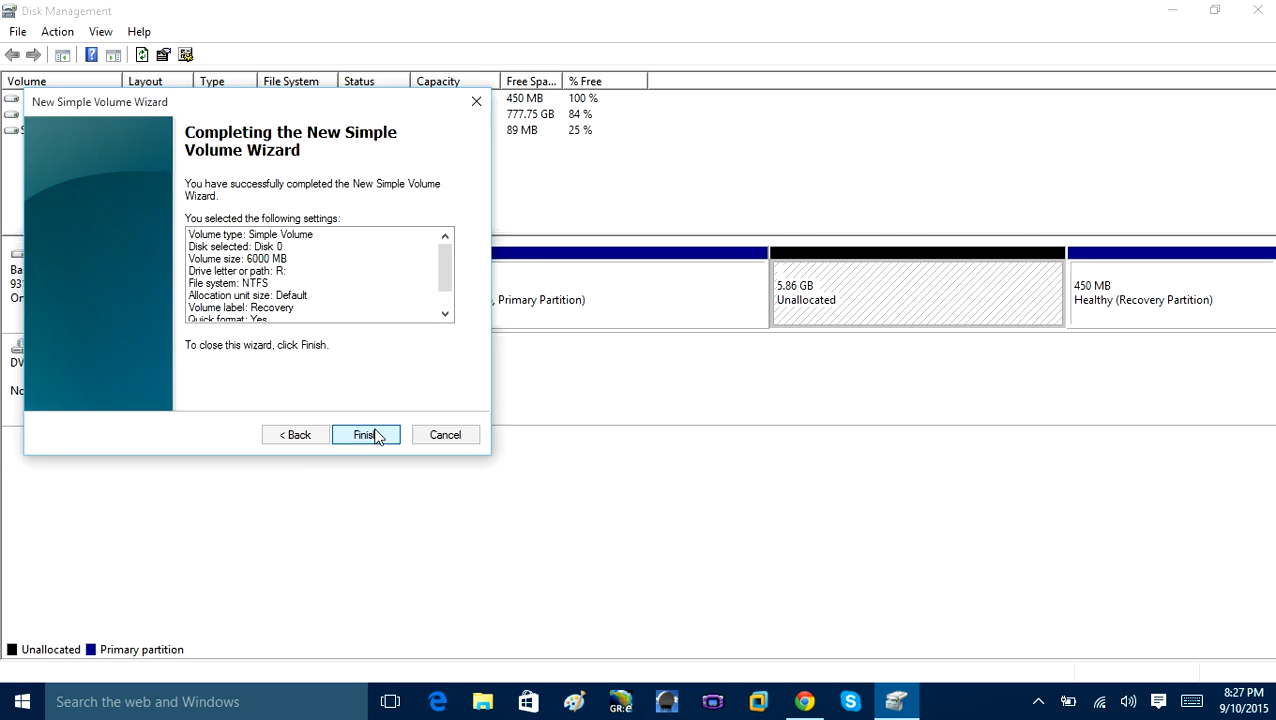 Disk Management
File Action View Help
Volume Layout Type File System Status Capacity Free Spa... % Free
450 MB 100 %
777.75 GB 84 %
89 MB 25 %
New Simple Volume Wizard
Completing the New Simple
Volume Wizard
You have successfully completed the New Simple Volume
Wizard.
You selected the following settings:
Volume type: Simple Volume
Disk selected: Disk 0
Volume size: 6000 MB
Drive letter or path: R:
File system: NTFS
Allocation unit size: Default
Volume label: Recovery
Quick format: Yes
To close this wizard, click Finish.
< Back Finish Cancel
, Primary Partition)
5.86 GB
Unallocated
450 MB
Healthy (Recovery Partition)
Unallocated Primary partition
Search the web and Windows
GR:e
8:27 PM
9/10/2015